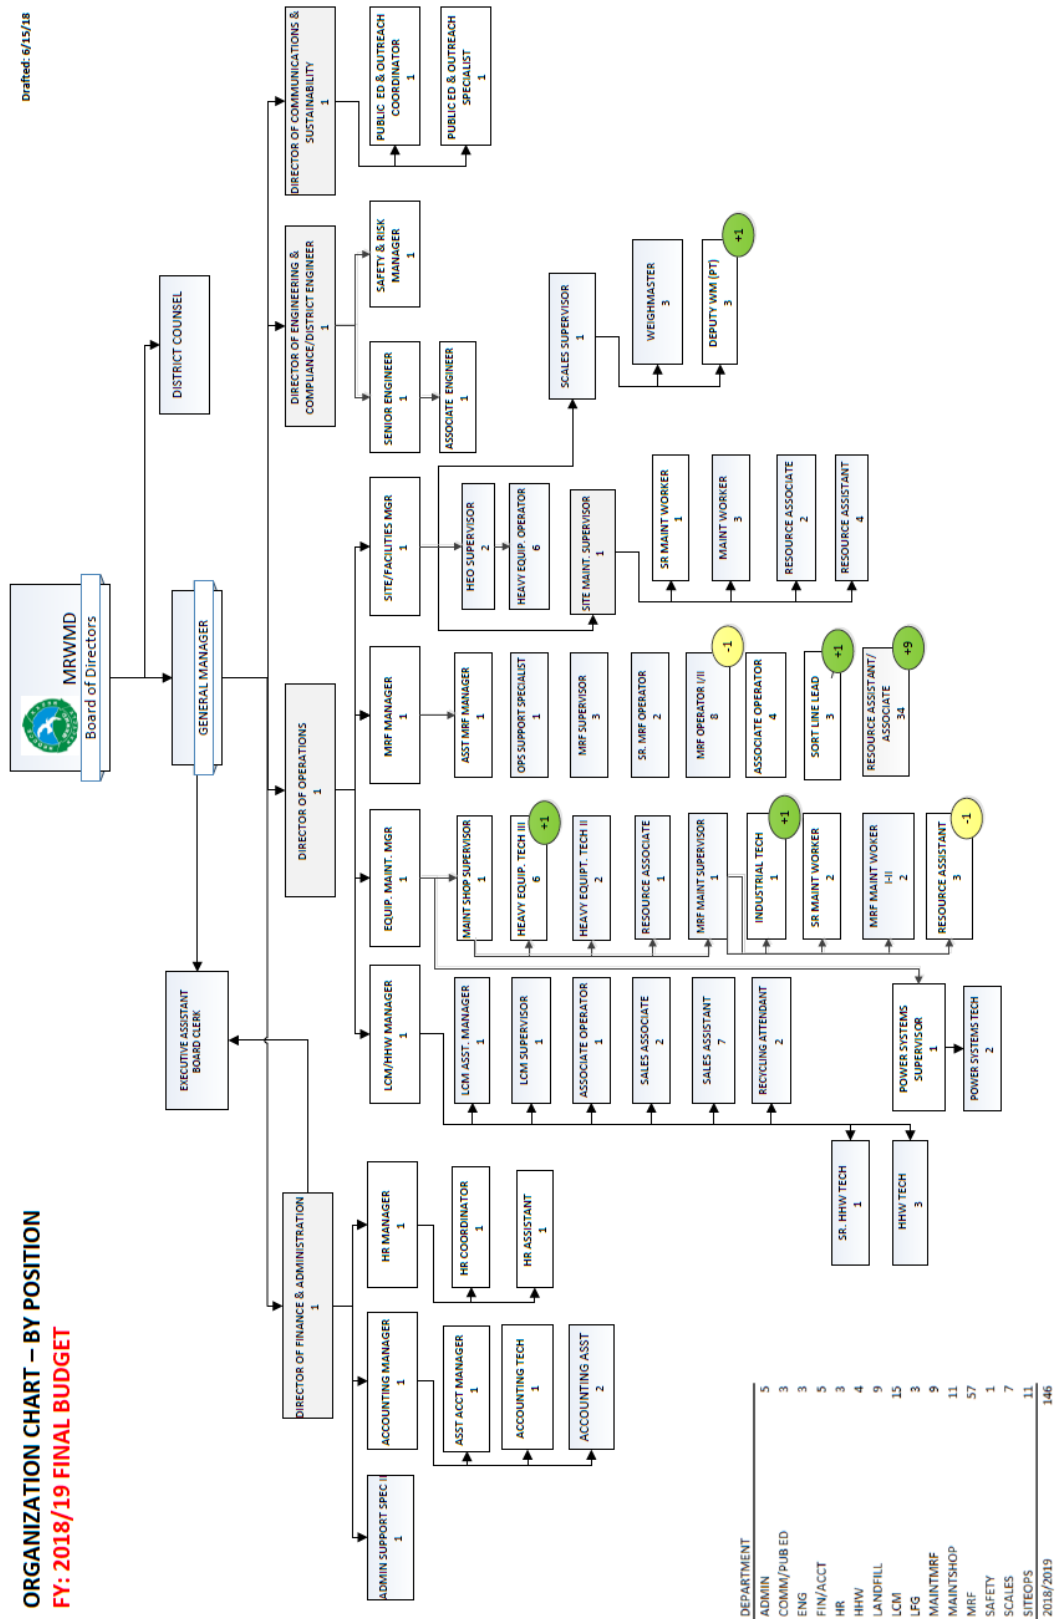 ORGANIZATION CHART – BY POSITION
FY: 2018/19 FINAL BUDGET
Drafted: 6/15/18
MRWMD
Board of Directors
GENERAL MANAGER
DISTRICT COUNSEL
EXECUTIVE ASSISTANT
BOARD CLERK
DIRECTOR OF FINANCE & ADMINISTRATION
1
DIRECTOR OF OPERATIONS
1
DIRECTOR OF ENGINEERING &
COMPLIANCE/DISTRICT ENGINEER
1
DIRECTOR OF COMMUNICATIONS &
SUSTAINABILITY
1
ADMIN SUPPORT SPEC II
1
ACCOUNTING MANAGER
1
ASST ACCT MANAGER
1
ACCOUNTING TECH
1
ACCOUNTING ASST
2
HR MANAGER
1
HR COORDINATOR
1
HR ASSISTANT
1
LCM/HHW MANAGER
1
LCM ASST. MANAGER
1
LCM SUPERVISOR
1
ASSOCIATE OPERATOR
1
SALES ASSOCIATE
2
SALES ASSISTANT
7
RECYCLING ATTENDANT
2
SR. HHW TECH
1
HHW TECH
3
EQUIP. MAINT. MGR
1
MAINT SHOP SUPERVISOR
1
HEAVY EQUIP. TECH III
6
+1
HEAVY EQUIPT. TECH II
2
RESOURCE ASSOCIATE
1
MRF MAINT SUPERVISOR
1
INDUSTRIAL TECH
1
+1
SR MAINT WORKER
2
MRF MAINT WOKER
I-II
2
RESOURCE ASSISTANT
3
-1
POWER SYSTEMS
SUPERVISOR
1
POWER SYSTEMS TECH
2
MRF MANAGER
1
ASST MRF MANAGER
1
OPS SUPPORT SPECIALIST
1
MRF SUPERVISOR
3
SR. MRF OPERATOR
2
MRF OPERATOR I/II
8
-1
ASSOCIATE OPERATOR
4
SORT LINE LEAD
3
+1
RESOURCE ASSISTANT/
ASSOCIATE
34
+9
SITE/FACILITIES MGR
1
HEO SUPERVISOR
2
HEAVY EQUIP. OPERATOR
6
SITE MAINT. SUPERVISOR
1
SR MAINT WORKER
1
MAINT WORKER
3
RESOURCE ASSOCIATE
2
RESOURCE ASSISTANT
4
SCALES SUPERVISOR
1
WEIGHMASTER
3
DEPUTY WM (PT)
3
+1
SENIOR ENGINEER
1
ASSOCIATE ENGINEER
1
SAFETY & RISK
MANAGER
1
PUBLIC ED & OUTREACH
COORDINATOR
1
PUBLIC ED & OUTREACH
SPECIALIST
1
DEPARTMENT
ADMIN 5
COMM/PUB ED 3
ENG 3
FIN/ACCT 5
HR 3
HHW 4
LANDFILL 9
LCM 15
LFG 3
MAINTMRF 9
MAINTSHOP 11
MRF 57
SAFETY 1
SCALES 7
SITEOPS 11
2018/2019 146